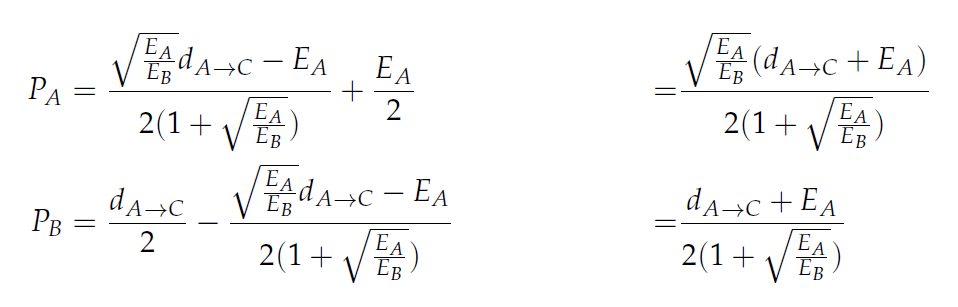 P_A = \frac{\sqrt{\frac{E_A}{E_B}} d_{A \to C} - E_A}{2(1 + \sqrt{\frac{E_A}{E_B}})} + \frac{E_A}{2} = \frac{\sqrt{\frac{E_A}{E_B}}(d_{A \to C} + E_A)}{2(1 + \sqrt{\frac{E_A}{E_B}})}
P_B = \frac{d_{A \to C}}{2} - \frac{\sqrt{\frac{E_A}{E_B}} d_{A \to C} - E_A}{2(1 + \sqrt{\frac{E_A}{E_B}})} = \frac{d_{A \to C} + E_A}{2(1 + \sqrt{\frac{E_A}{E_B}})}